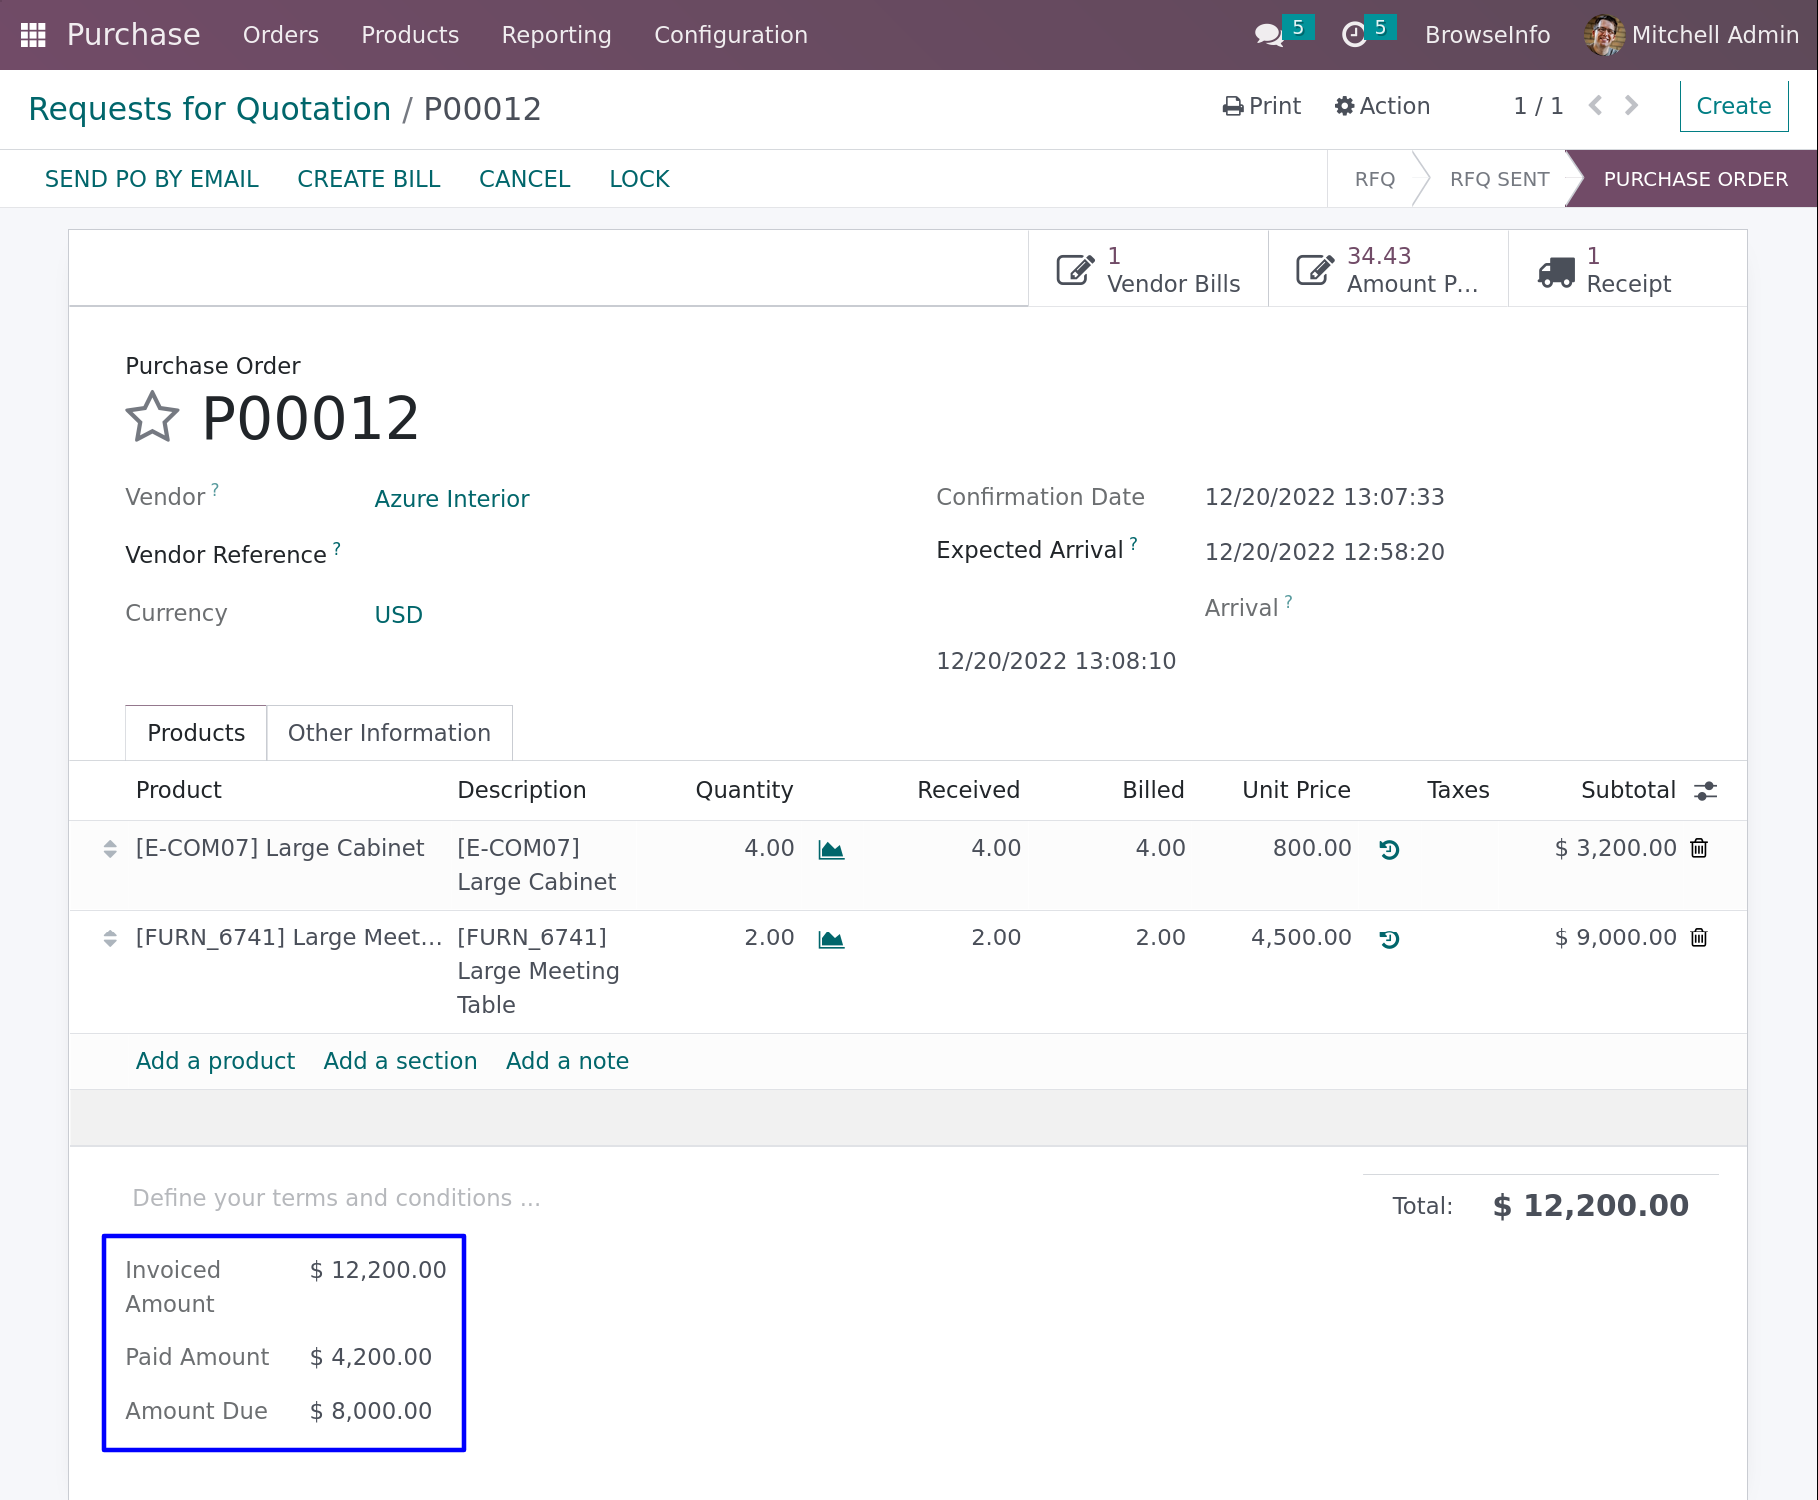 Purchase Orders Products Reporting Configuration 5 5 BrowseInfo Mitchell Admin
Requests for Quotation / P00012 Print Action 1 / 1 Create
SEND PO BY EMAIL CREATE BILL CANCEL LOCK RFQ RFQ SENT PURCHASE ORDER
1 34.43 1
Vendor Bills Amount P... Receipt
Purchase Order
P00012
Vendor ? Azure Interior Confirmation Date 12/20/2022 13:07:33
Vendor Reference ? Expected Arrival ? 12/20/2022 12:58:20
Currency USD Arrival ?
12/20/2022 13:08:10
Products Other Information
Product Description Quantity Received Billed Unit Price Taxes Subtotal
[E-COM07] Large Cabinet [E-COM07] 4.00 4.00 4.00 800.00 $ 3,200.00
Large Cabinet
[FURN_6741] Large Meet... [FURN_6741] 2.00 2.00 2.00 4,500.00 $ 9,000.00
Large Meeting
Table
Add a product Add a section Add a note
Define your terms and conditions ... Total: $ 12,200.00
Invoiced $ 12,200.00
Amount
Paid Amount $ 4,200.00
Amount Due $ 8,000.00